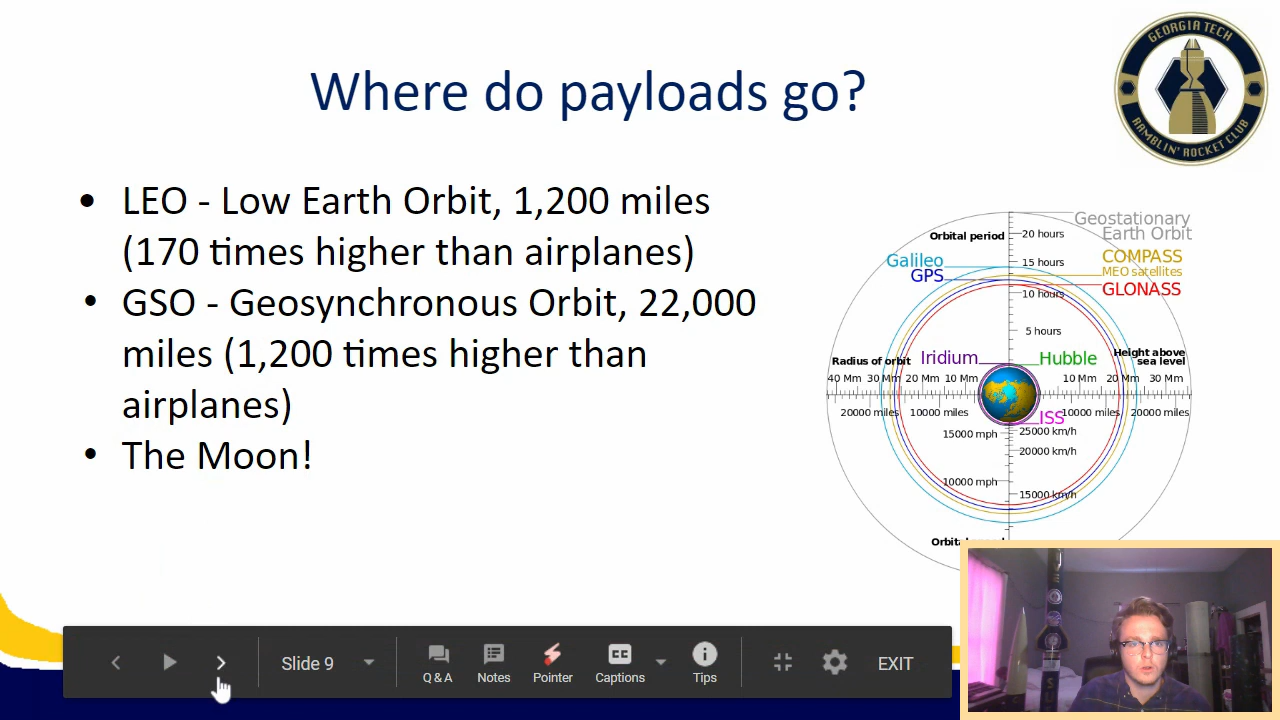 Where do payloads go?
GEORGIA TECH
RAMBLIN' ROCKET CLUB
• LEO - Low Earth Orbit, 1,200 miles
(170 times higher than airplanes)
• GSO - Geosynchronous Orbit, 22,000
miles (1,200 times higher than
airplanes)
• The Moon!
Geostationary
Earth Orbit
Orbital period
20 hours
Galileo
15 hours
COMPASS
GPS
MEO satellites
10 hours
GLONASS
5 hours
Radius of orbit
Iridium
Hubble
Height above
sea level
40 Mm 30 Mm 20 Mm 10 Mm
10 Mm 20 Mm 30 Mm
20000 miles 10000 miles
10000 miles 20000 miles
ISS
15000 mph
25000 km/h
20000 km/h
10000 mph
15000 km/h
Slide 9
Q & A
Notes
Pointer
Captions
Tips
EXIT